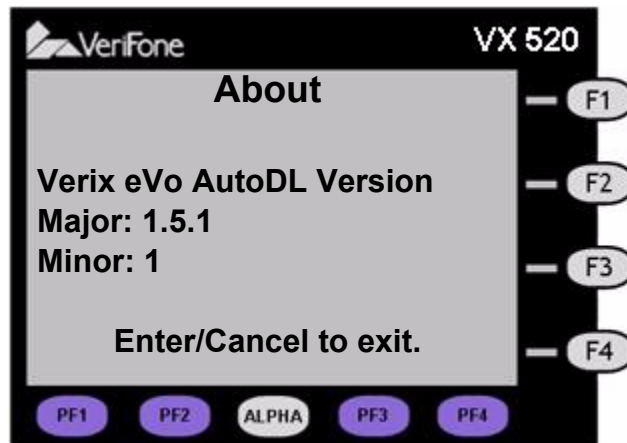 VeriFone
VX 520
About
F1
Verix eVo AutoDL Version
F2
Major: 1.5.1
Minor: 1
F3
Enter/Cancel to exit.
F4
PF1 PF2 ALPHA PF3 PF4